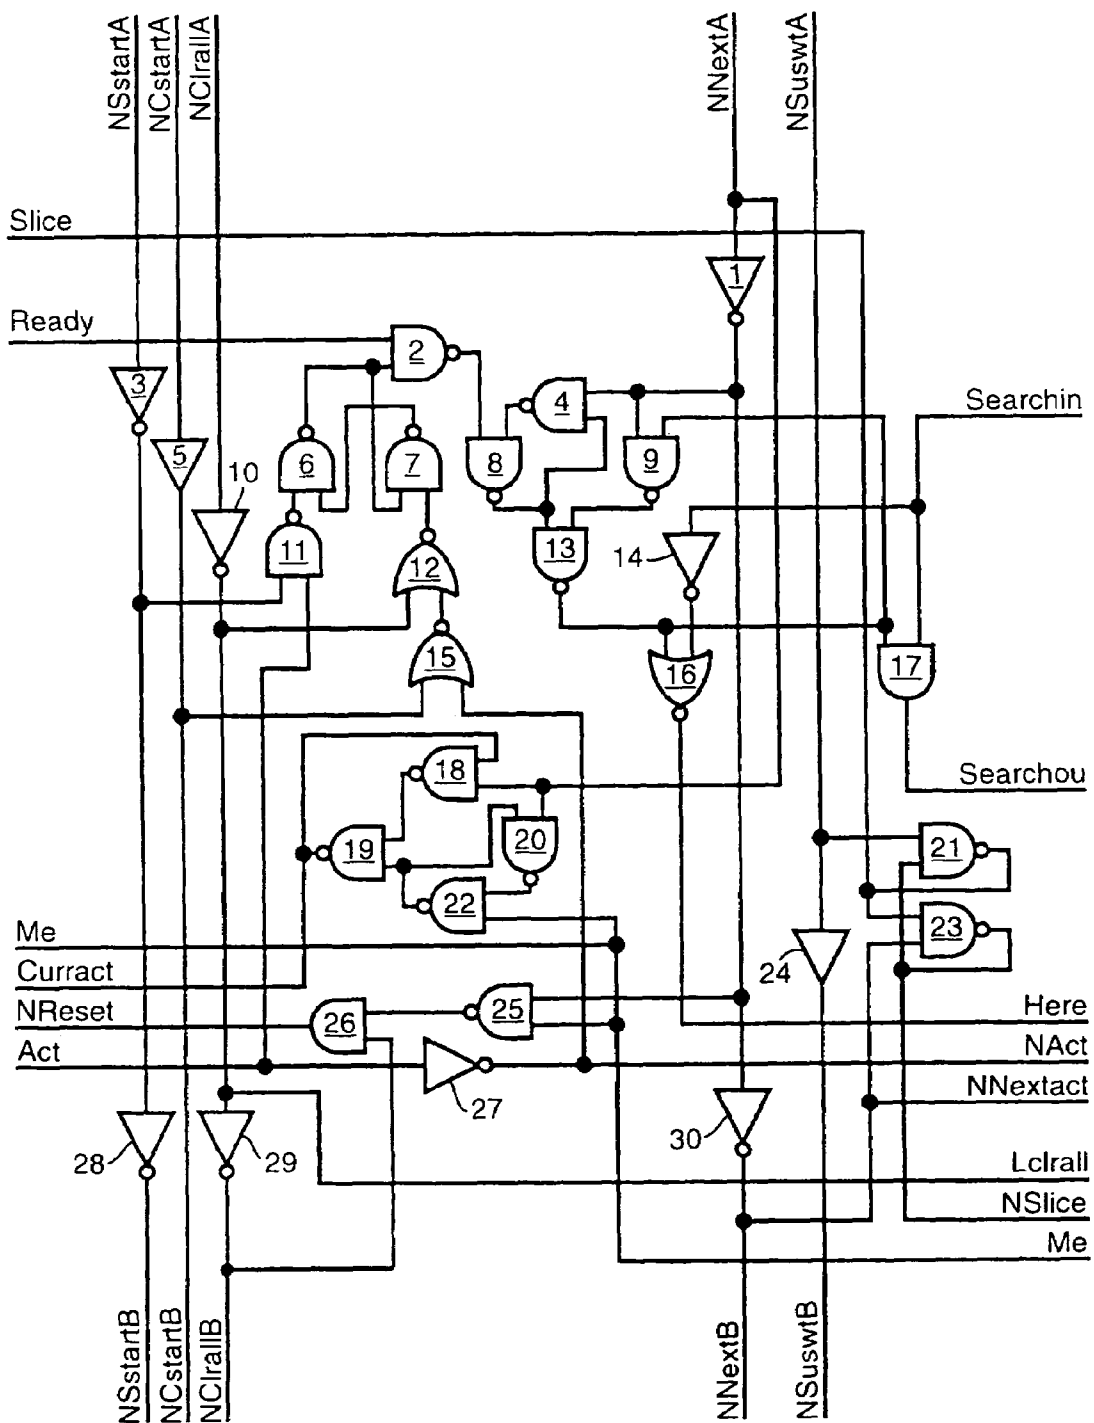 NSstartA
NCstartA
NClrallA
NNextA
NSuswtA
Slice
1
Ready
2
3
4
Searchin
5
6
7
8
9
10
11
12
13
14
15
16
17
18
Searchou
19
20
21
22
23
Me
24
Curract
25
NReset
26
Here
Act
NAct
27
NNextact
28
29
30
Lclrall
NSlice
Me
NSstartB
NCstartB
NClrallB
NNextB
NSuswtB